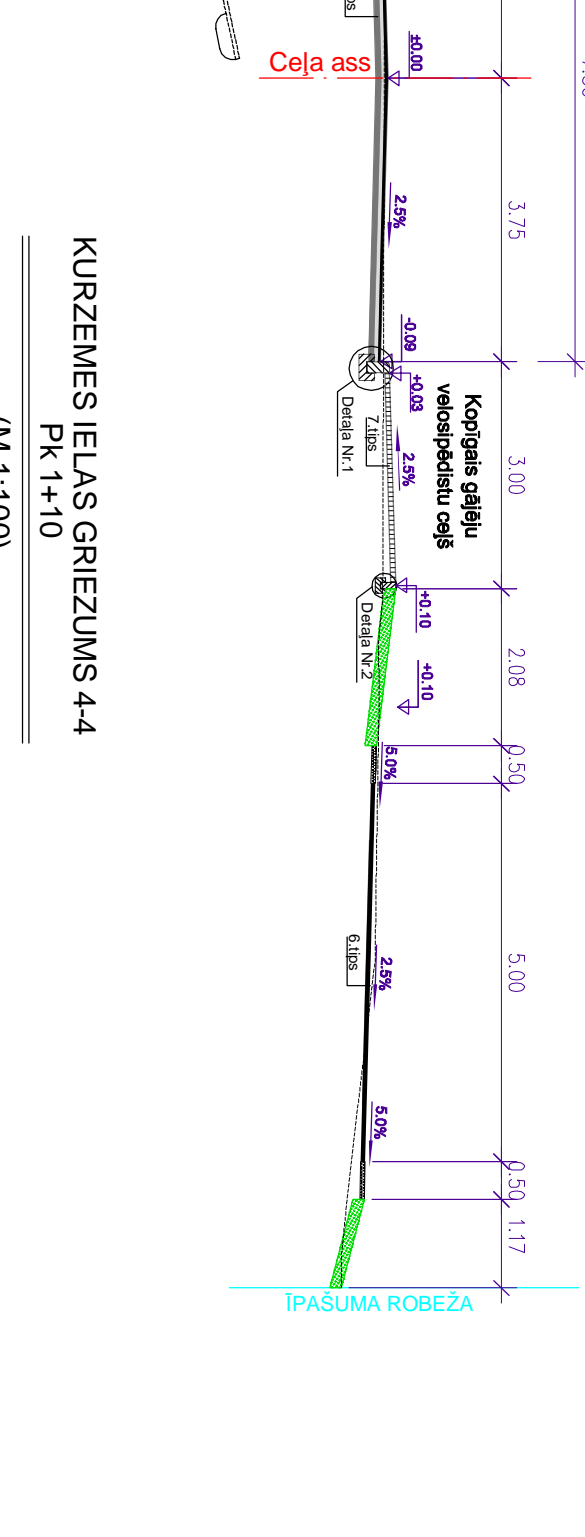 Ceļa ass
±0.00
3.75
2.5%
-0.09
+0.03
Detaļa Nr.1
7.tips
2.5%
Kopīgais gājēju
velosipēdistu ceļš
3.00
+0.10
Detaļa Nr.2
+0.10
2.08
5.0%
0.50
6.tips
2.5%
5.00
5.0%
0.50
1.17
ĪPAŠUMA ROBEŽA
KURZEMES IELAS GRIEZUMS 4-4
Pk 1+10
(M 1:100)